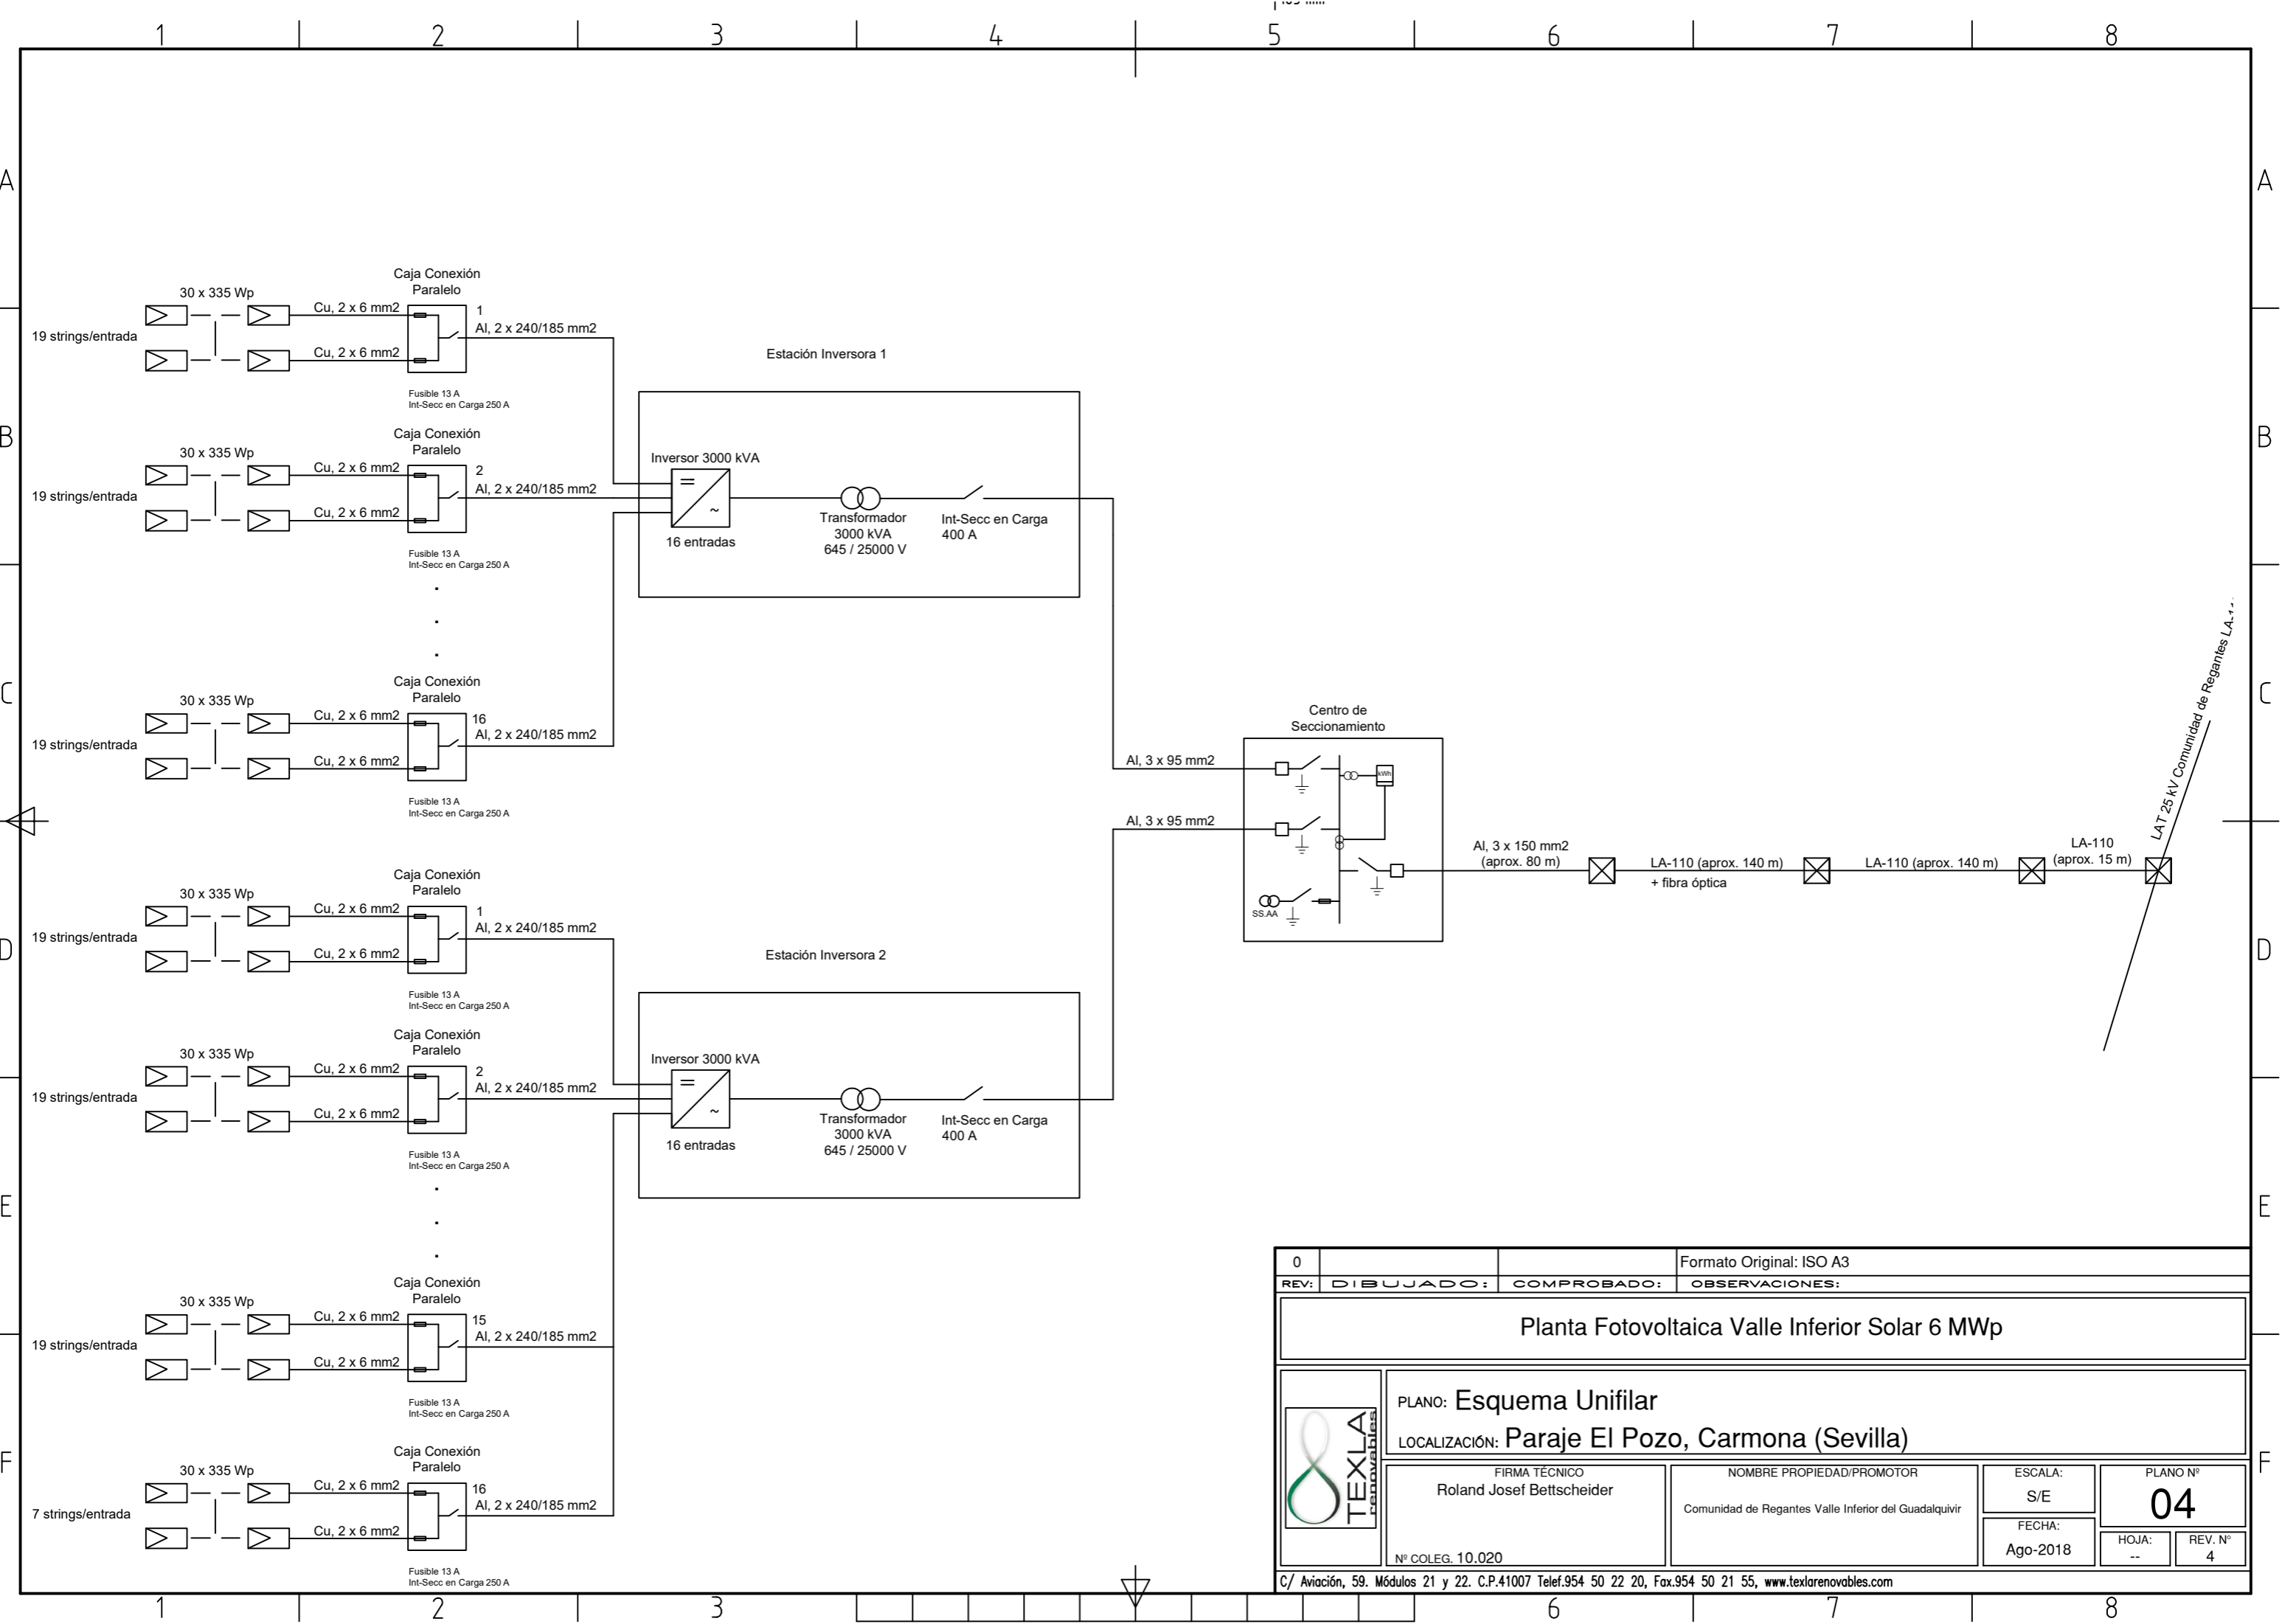 1 2 3 4 5 6 7 8
A A
B B
C C
D D
E E
F F
Caja Conexión
Paralelo
30 x 335 Wp
Cu, 2 x 6 mm2
1
Al, 2 x 240/185 mm2
19 strings/entrada
Cu, 2 x 6 mm2
Fusible 13 A
Int-Secc en Carga 250 A
Caja Conexión
Paralelo
30 x 335 Wp
Cu, 2 x 6 mm2
2
Al, 2 x 240/185 mm2
19 strings/entrada
Cu, 2 x 6 mm2
Fusible 13 A
Int-Secc en Carga 250 A
Caja Conexión
Paralelo
30 x 335 Wp
Cu, 2 x 6 mm2
16
Al, 2 x 240/185 mm2
19 strings/entrada
Cu, 2 x 6 mm2
Fusible 13 A
Int-Secc en Carga 250 A
Estación Inversora 1
Inversor 3000 kVA
16 entradas
Transformador
3000 kVA
645 / 25000 V
Int-Secc en Carga
400 A
Caja Conexión
Paralelo
30 x 335 Wp
Cu, 2 x 6 mm2
1
Al, 2 x 240/185 mm2
19 strings/entrada
Cu, 2 x 6 mm2
Fusible 13 A
Int-Secc en Carga 250 A
Caja Conexión
Paralelo
30 x 335 Wp
Cu, 2 x 6 mm2
2
Al, 2 x 240/185 mm2
19 strings/entrada
Cu, 2 x 6 mm2
Fusible 13 A
Int-Secc en Carga 250 A
Caja Conexión
Paralelo
30 x 335 Wp
Cu, 2 x 6 mm2
15
Al, 2 x 240/185 mm2
19 strings/entrada
Cu, 2 x 6 mm2
Fusible 13 A
Int-Secc en Carga 250 A
Caja Conexión
Paralelo
30 x 335 Wp
Cu, 2 x 6 mm2
16
Al, 2 x 240/185 mm2
7 strings/entrada
Cu, 2 x 6 mm2
Fusible 13 A
Int-Secc en Carga 250 A
Estación Inversora 2
Inversor 3000 kVA
16 entradas
Transformador
3000 kVA
645 / 25000 V
Int-Secc en Carga
400 A
Centro de
Seccionamiento
Al, 3 x 95 mm2
kWh
Al, 3 x 95 mm2
SS.AA
Al, 3 x 150 mm2
(aprox. 80 m)
LA-110 (aprox. 140 m)
+ fibra óptica
LA-110 (aprox. 140 m)
LA-110
(aprox. 15 m)
LAT 25 kV Comunidad de Regantes
0 Formato Original: ISO A3
REV: DIBUJADO: COMPROBADO: OBSERVACIONES:
Planta Fotovoltaica Valle Inferior Solar 6 MWp
TEXLA
renovables
PLANO: Esquema Unifilar
LOCALIZACIÓN: Paraje El Pozo, Carmona (Sevilla)
FIRMA TÉCNICO
Roland Josef Bettscheider
Nº COLEG. 10.020
NOMBRE PROPIEDAD/PROMOTOR
Comunidad de Regantes Valle Inferior del Guadalquivir
ESCALA:
S/E
FECHA:
Ago-2018
PLANO Nº
04
HOJA:
--
REV. Nº
4
C/ Aviación, 59. Módulos 21 y 22. C.P.41007 Telef.954 50 22 20, Fax.954 50 21 55, www.texlarenovables.com
1 2 3 6 7 8